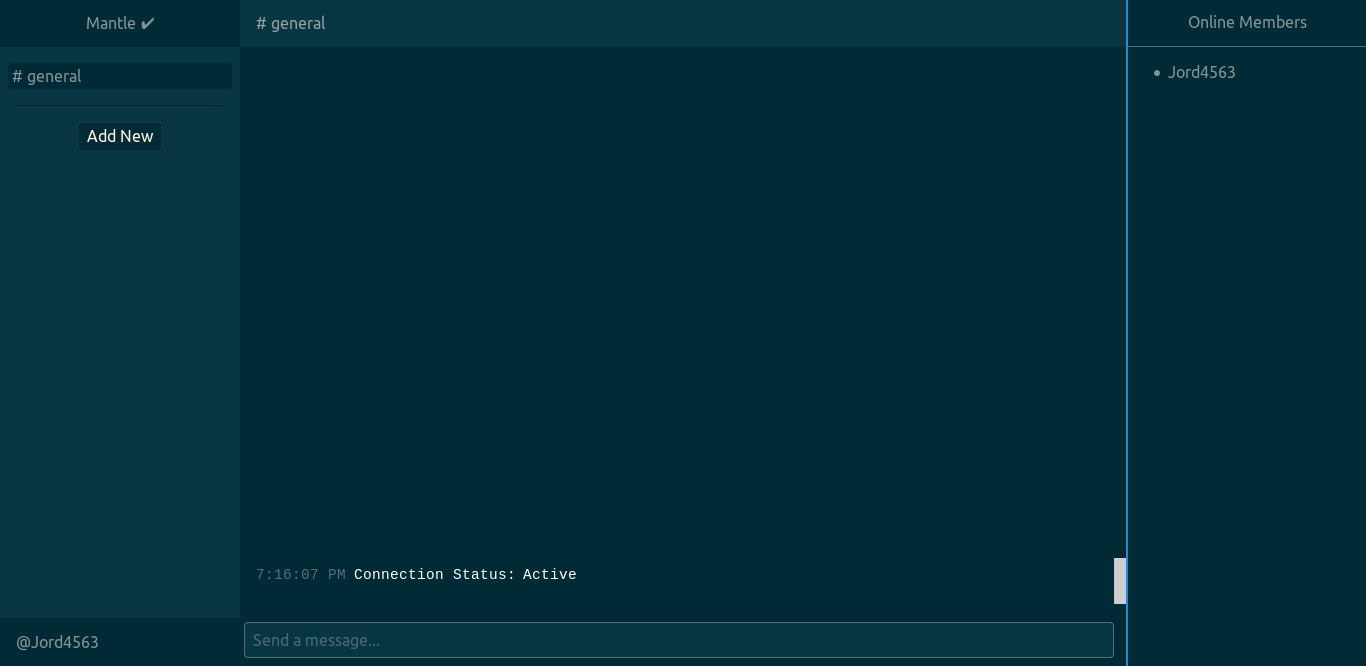 Mantle ✔
# general
Add New
@Jord4563
# general
7:16:07 PM Connection Status: Active
Send a message...
Online Members
• Jord4563